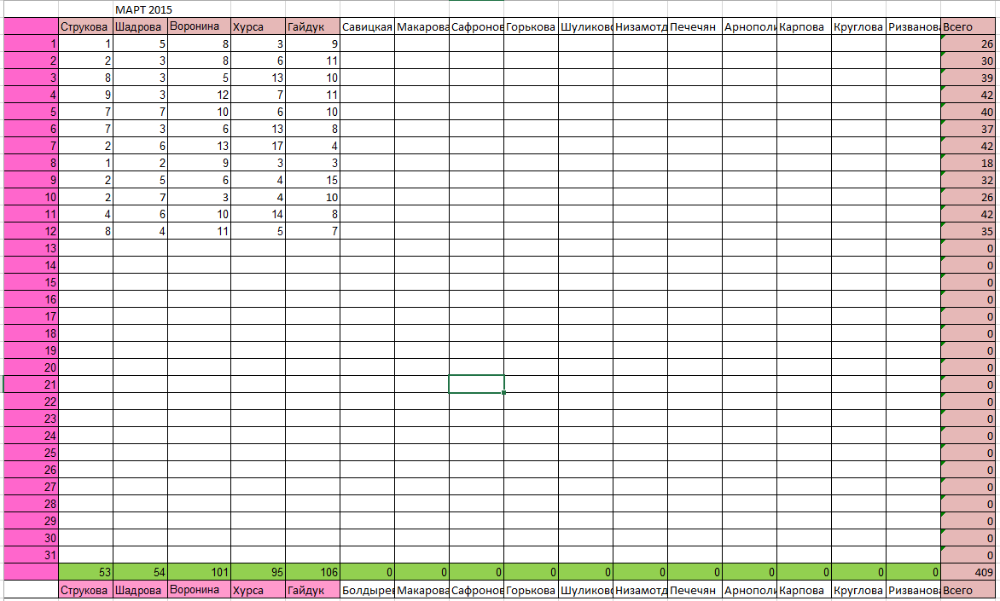 МАРТ 2015
Струкова Шадрова Воронина Хурса Гайдук Савицкая Макарова Сафронов Горькова Шуликово Низамотд Печечян Арнополи Карпова Круглова Ризванова Всего
1 1 5 8 3 9 26
2 2 3 8 6 11 30
3 8 3 5 13 10 39
4 9 3 12 7 11 42
5 7 7 10 6 10 40
6 7 3 6 13 8 37
7 2 6 13 17 4 42
8 1 2 9 3 3 18
9 2 5 6 4 15 32
10 2 7 3 4 10 26
11 4 6 10 14 8 42
12 8 4 11 5 7 35
13 0
14 0
15 0
16 0
17 0
18 0
19 0
20 0
21 0
22 0
23 0
24 0
25 0
26 0
27 0
28 0
29 0
30 0
31 0
53 54 101 95 106 0 0 0 0 0 0 0 0 0 0 0 409
Струкова Шадрова Воронина Хурса Гайдук Болдырев Макарова Сафронов Горькова Шуликово Низамотд Печечян Арнополи Карпова Круглова Ризванова Всего